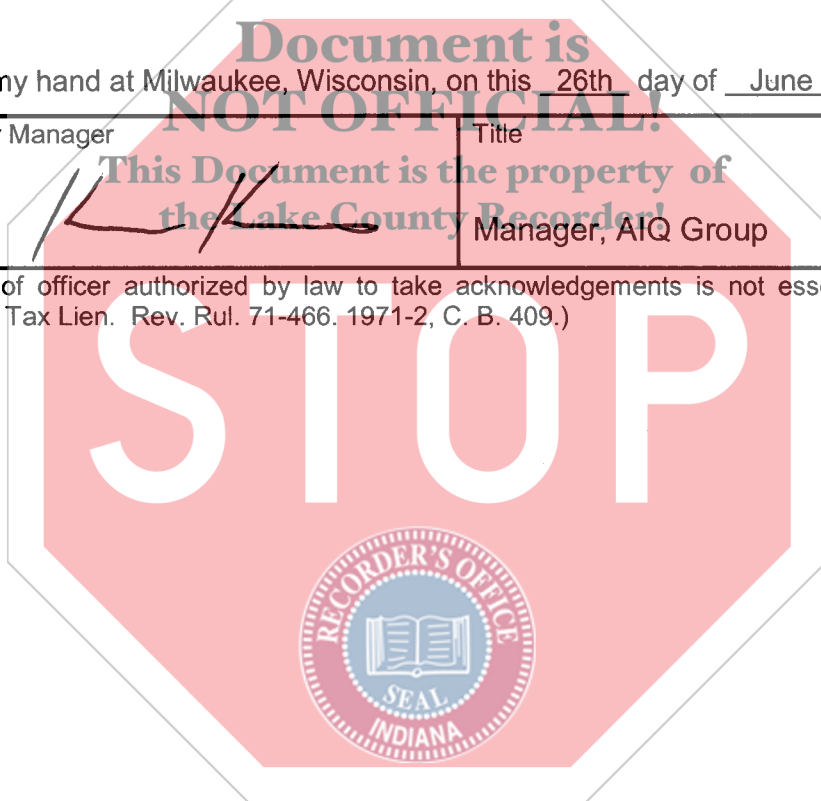 Document is
my hand at Milwaukee, Wisconsin, on this 26th day of June
NOT OFFICIAL!
Manager
Title
This Document is the property of
the Lake County Recorder!
Manager, AIQ Group
of officer authorized by law to take acknowledgements is not
Tax Lien. Rev. Rul. 71-466. 1971-2, C. B. 409.)
STOP
RECORDER'S OFFICE
SEAL
INDIANA